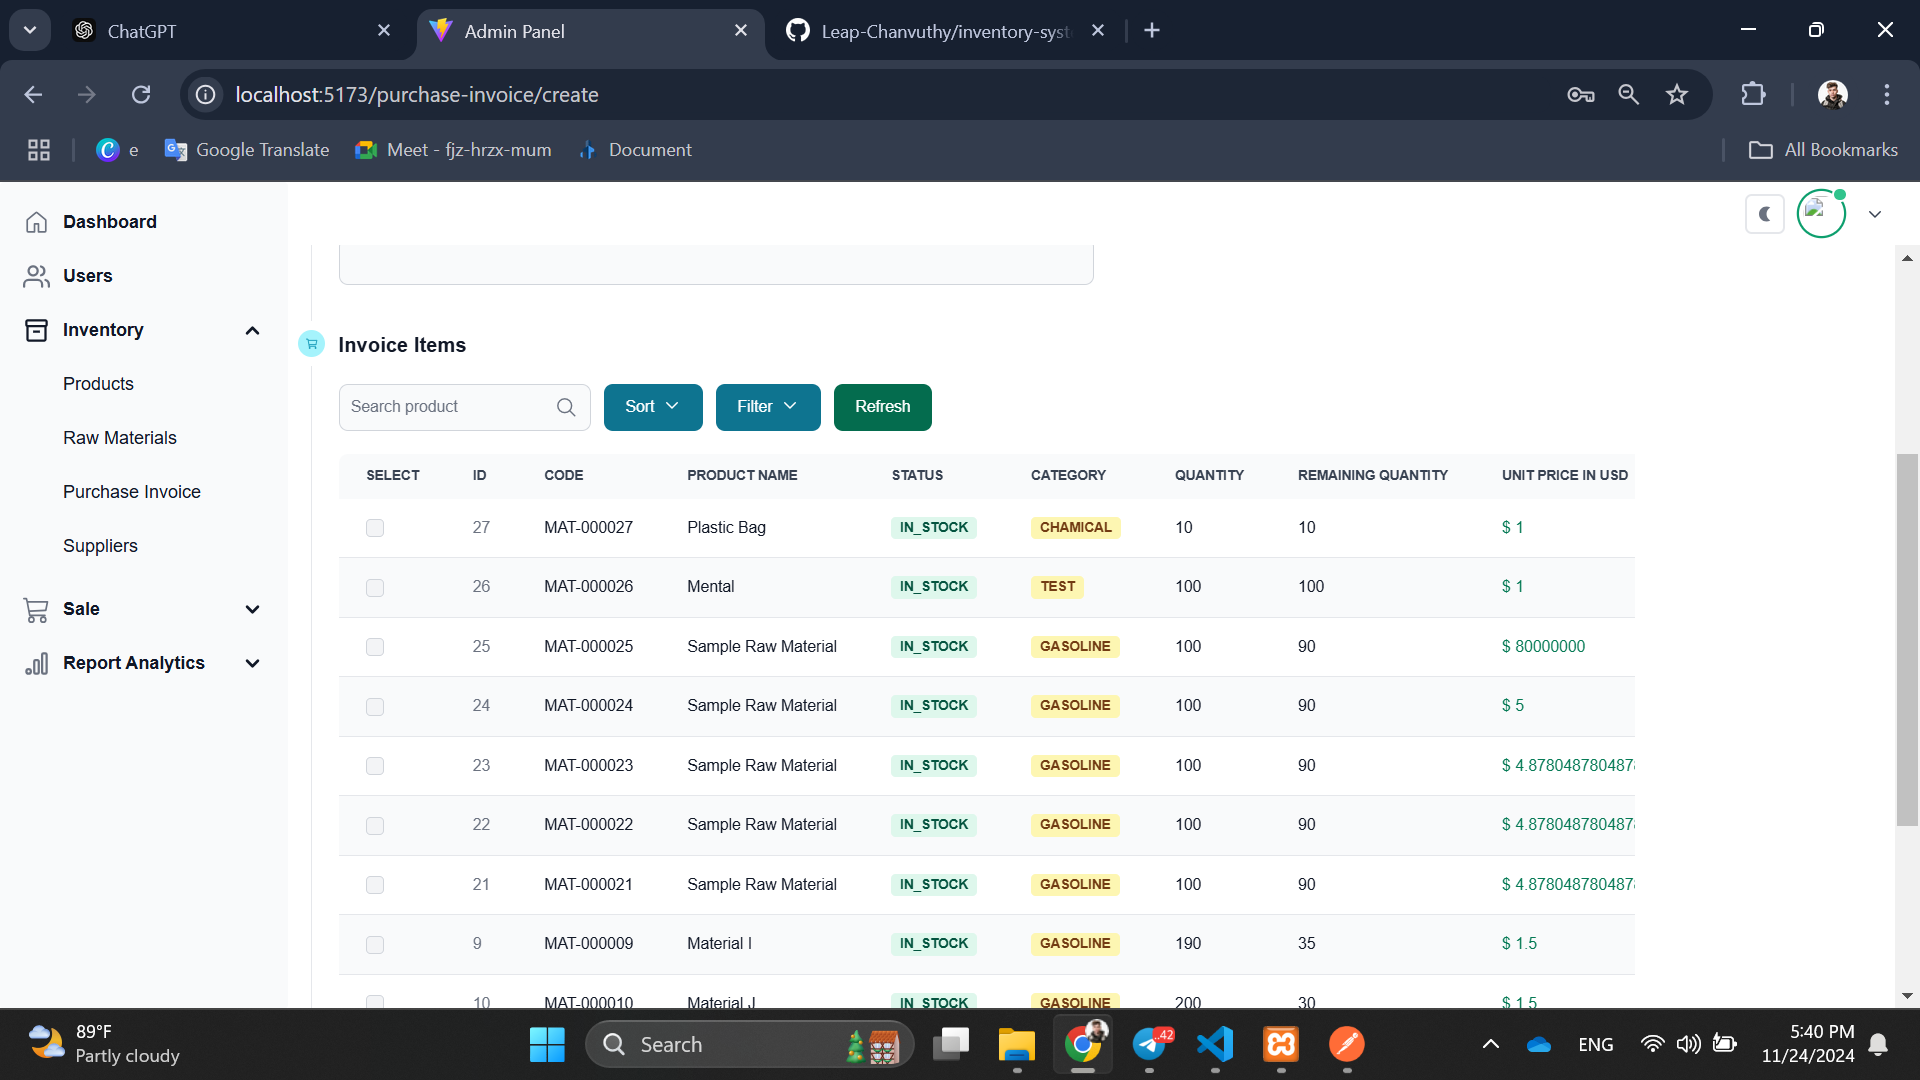 ChatGPT
Admin Panel
Leap-Chanvuthy/inventory-syst
localhost:5173/purchase-invoice/create
e
Google Translate
Meet - fjz-hrzx-mum
Document
All Bookmarks
Dashboard
Users
Inventory
Products
Raw Materials
Purchase Invoice
Suppliers
Sale
Report Analytics
Invoice Items
Search product
Sort
Filter
Refresh
SELECT ID CODE PRODUCT NAME STATUS CATEGORY QUANTITY REMAINING QUANTITY UNIT PRICE IN USD
27 MAT-000027 Plastic Bag IN_STOCK CHAMICAL 10 10 $ 1
26 MAT-000026 Mental IN_STOCK TEST 100 100 $ 1
25 MAT-000025 Sample Raw Material IN_STOCK GASOLINE 100 90 $ 80000000
24 MAT-000024 Sample Raw Material IN_STOCK GASOLINE 100 90 $ 5
23 MAT-000023 Sample Raw Material IN_STOCK GASOLINE 100 90 $ 4.878048780487
22 MAT-000022 Sample Raw Material IN_STOCK GASOLINE 100 90 $ 4.878048780487
21 MAT-000021 Sample Raw Material IN_STOCK GASOLINE 100 90 $ 4.878048780487
9 MAT-000009 Material I IN_STOCK GASOLINE 190 35 $ 1.5
10 MAT-000010 Material J IN_STOCK GASOLINE 200 30 $ 1.5
89°F
Partly cloudy
Search
..42
ENG
5:40 PM
11/24/2024